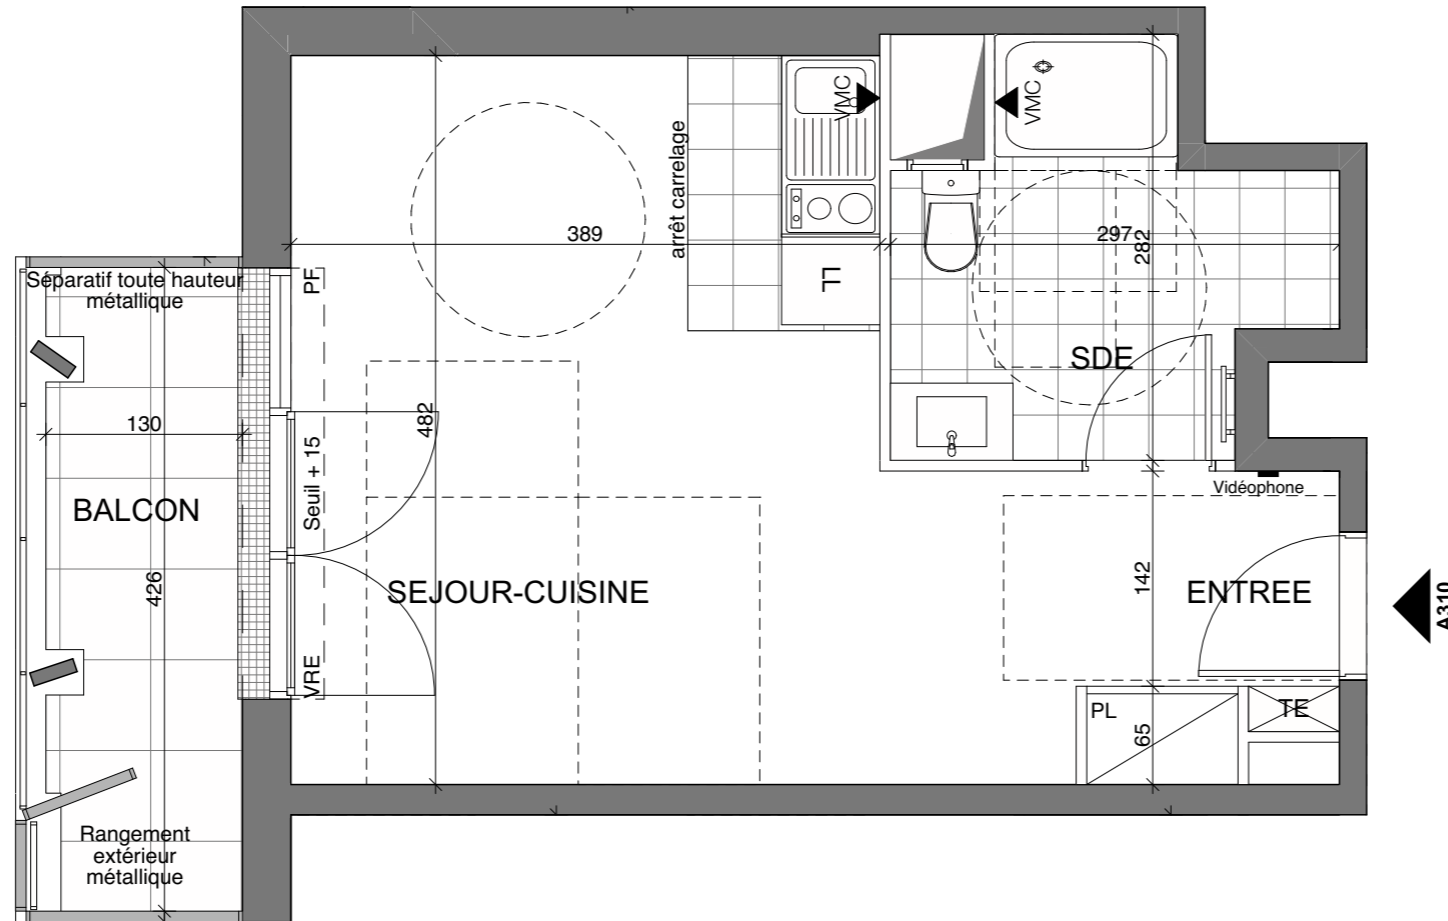 VMC
VMC
arrêt carrelage
389
297
282
LL
Séparatif toute hauteur
métallique
PF
SDE
130
482
Seuil + 15
BALCON
Vidéophone
426
SEJOUR-CUISINE
142
ENTREE
A310
VRE
PL
TE
65
Rangement
extérieur
métallique